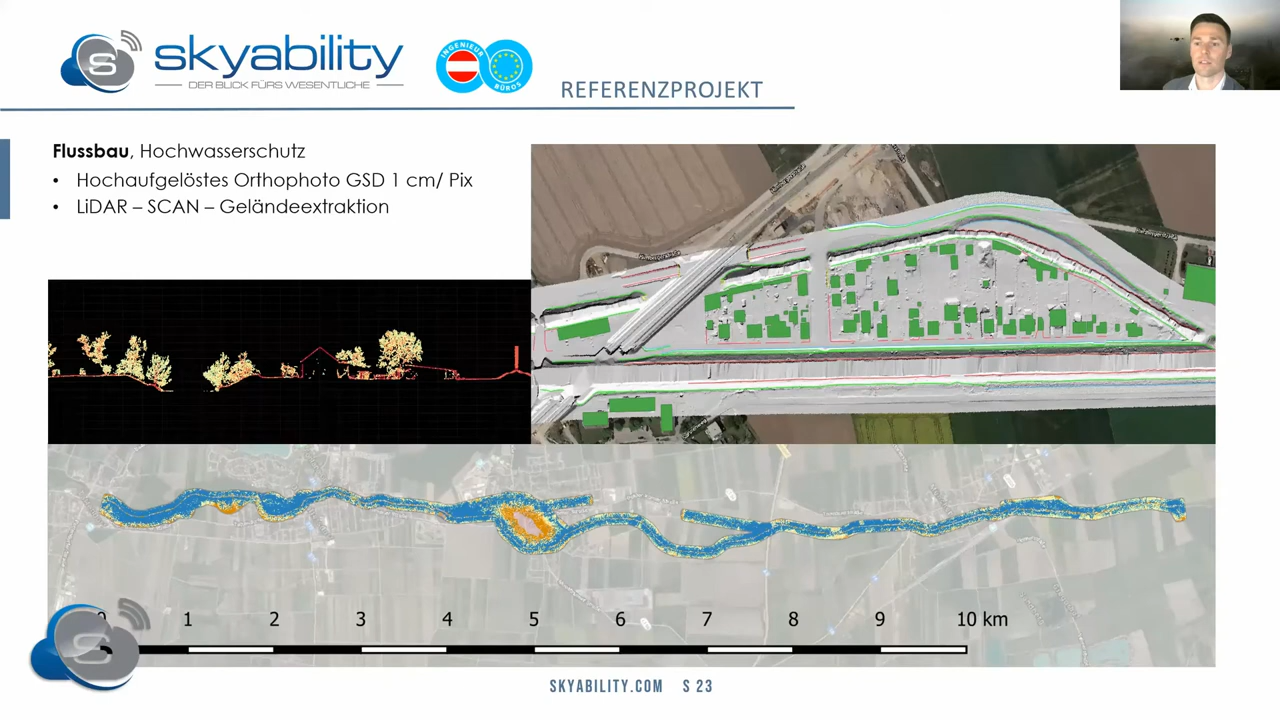 skyability
DER BLICK FÜRS WESENTLICHE
INGENIEUR
BÜROS
REFERENZPROJEKT
Flussbau, Hochwasserschutz
• Hochaufgelöstes Orthophoto GSD 1 cm/ Pix
• LiDAR – SCAN – Geländeextraktion
0 1 2 3 4 5 6 7 8 9 10 km
S
SKYABILITY.COM S 23